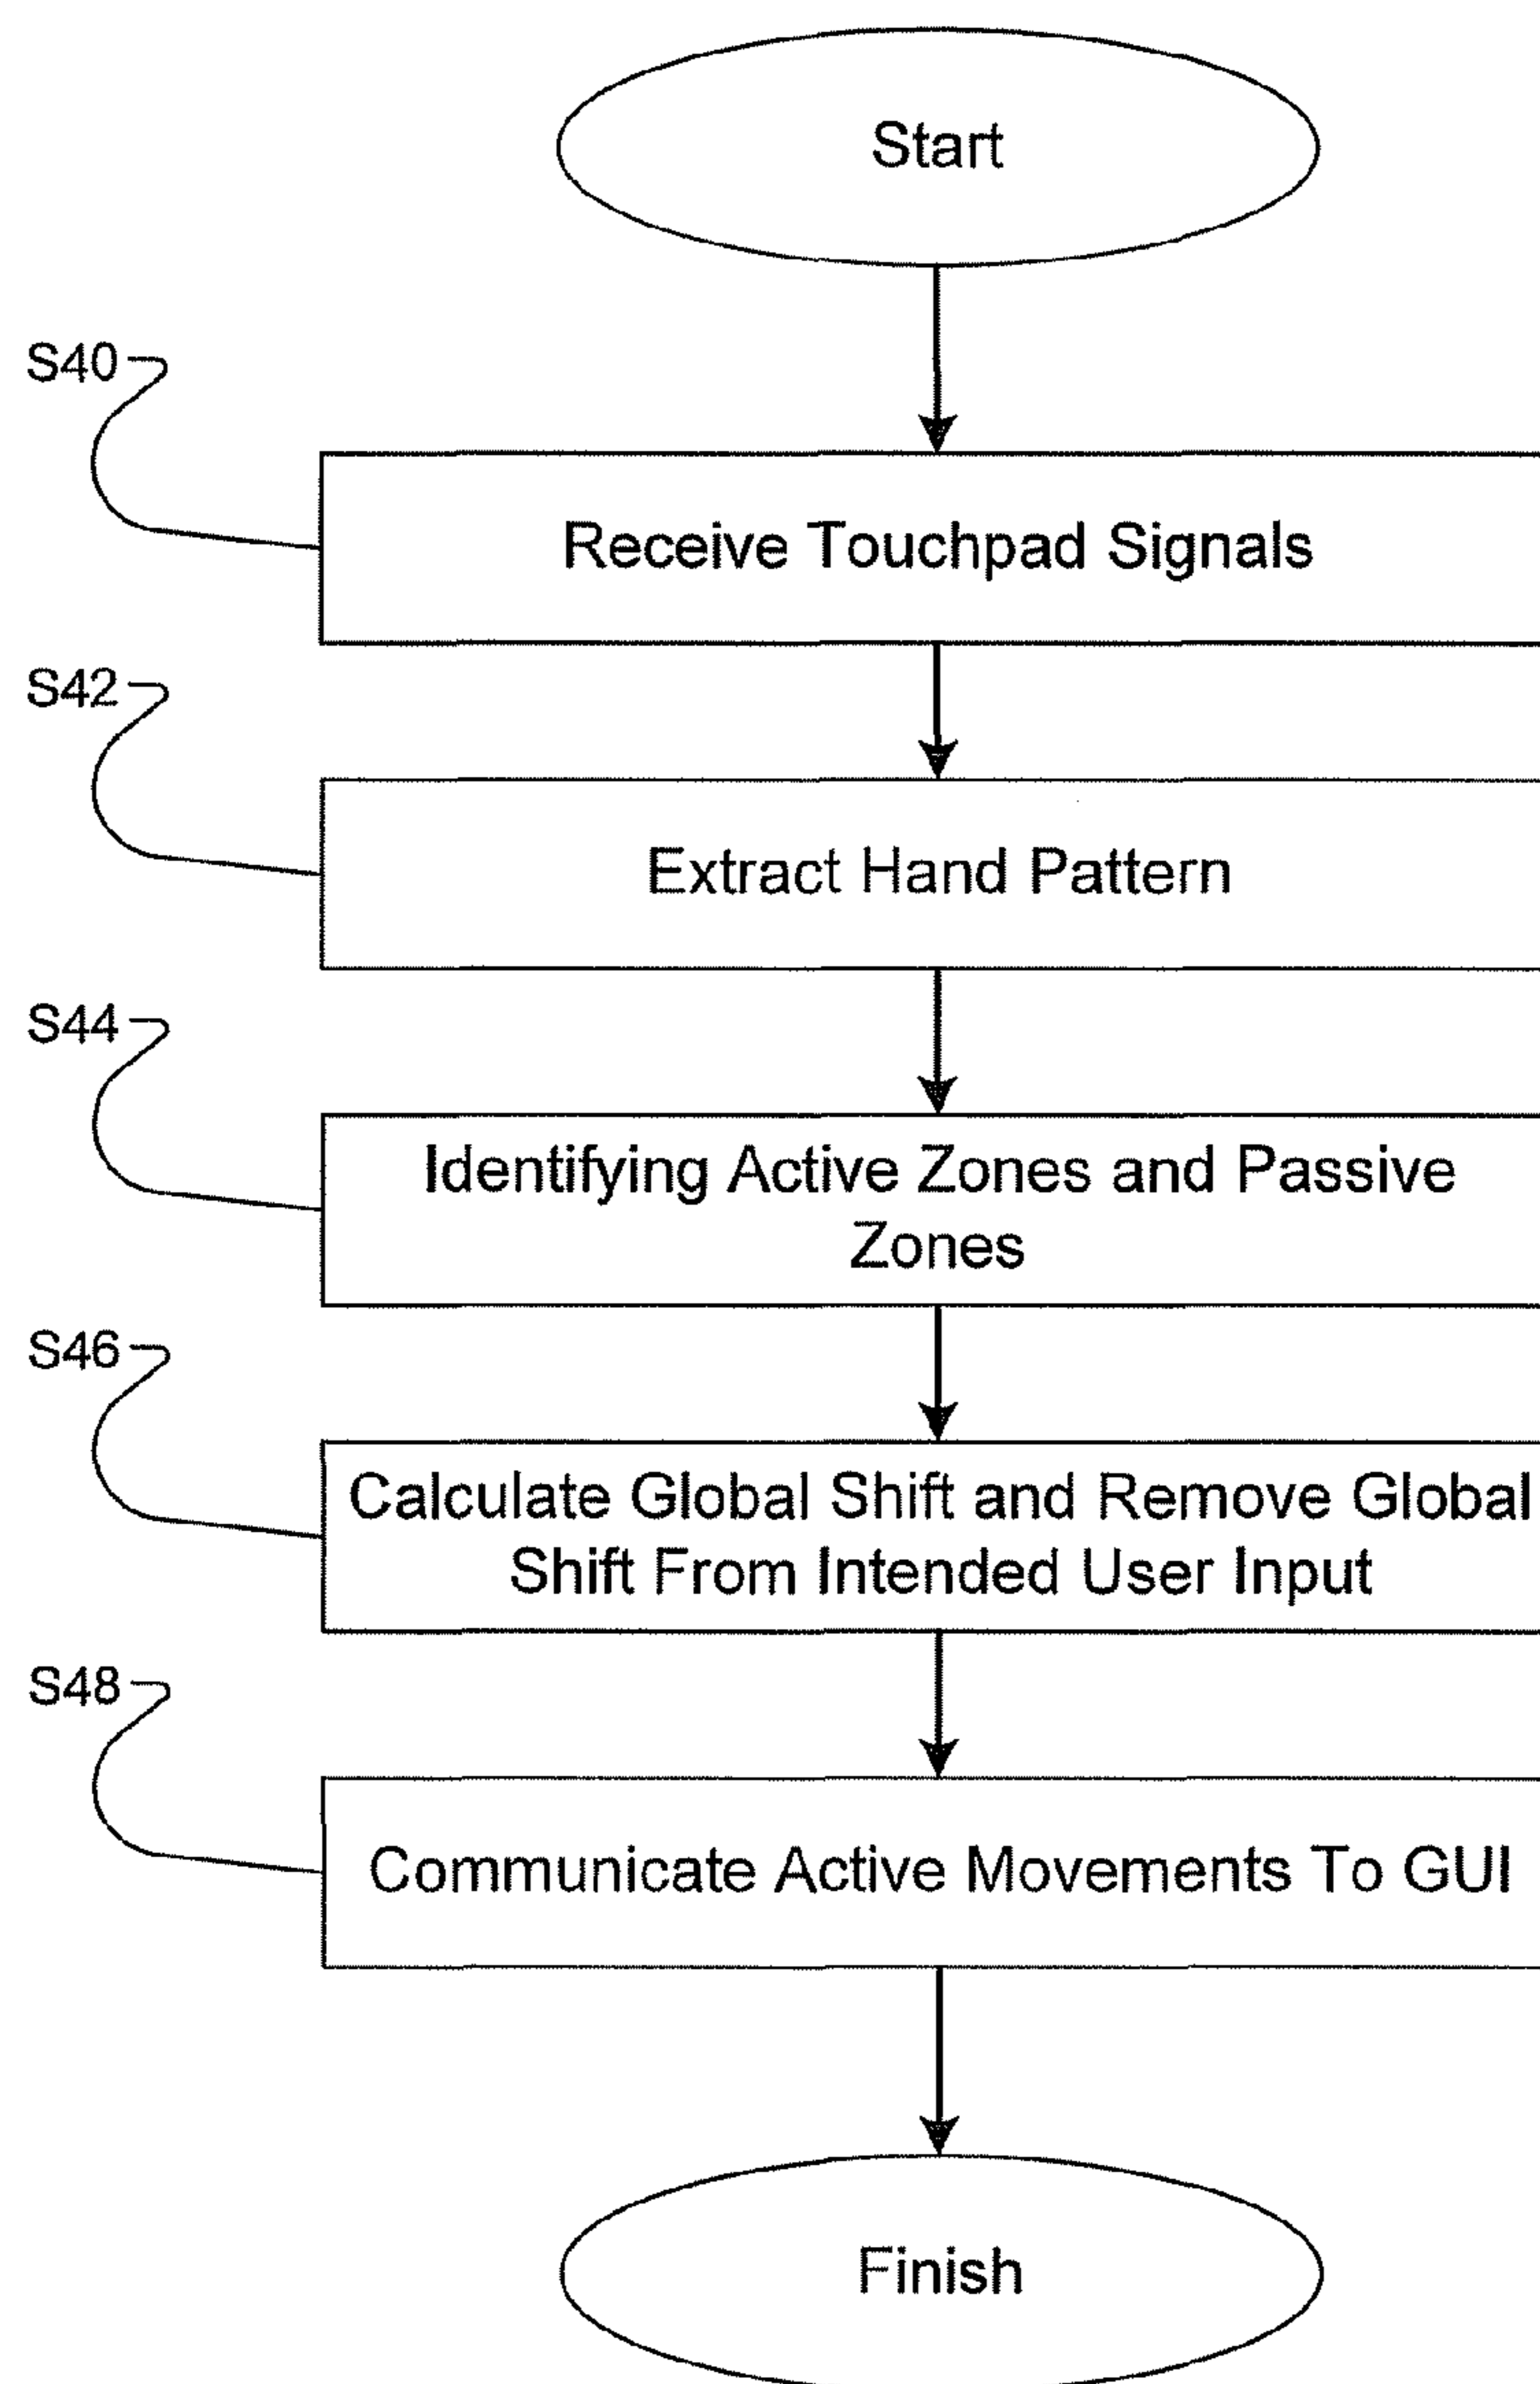 Start
S40
Receive Touchpad Signals
S42
Extract Hand Pattern
S44
Identifying Active Zones and Passive
Zones
S46
Calculate Global Shift and Remove Global
Shift From Intended User Input
S48
Communicate Active Movements To GUI
Finish